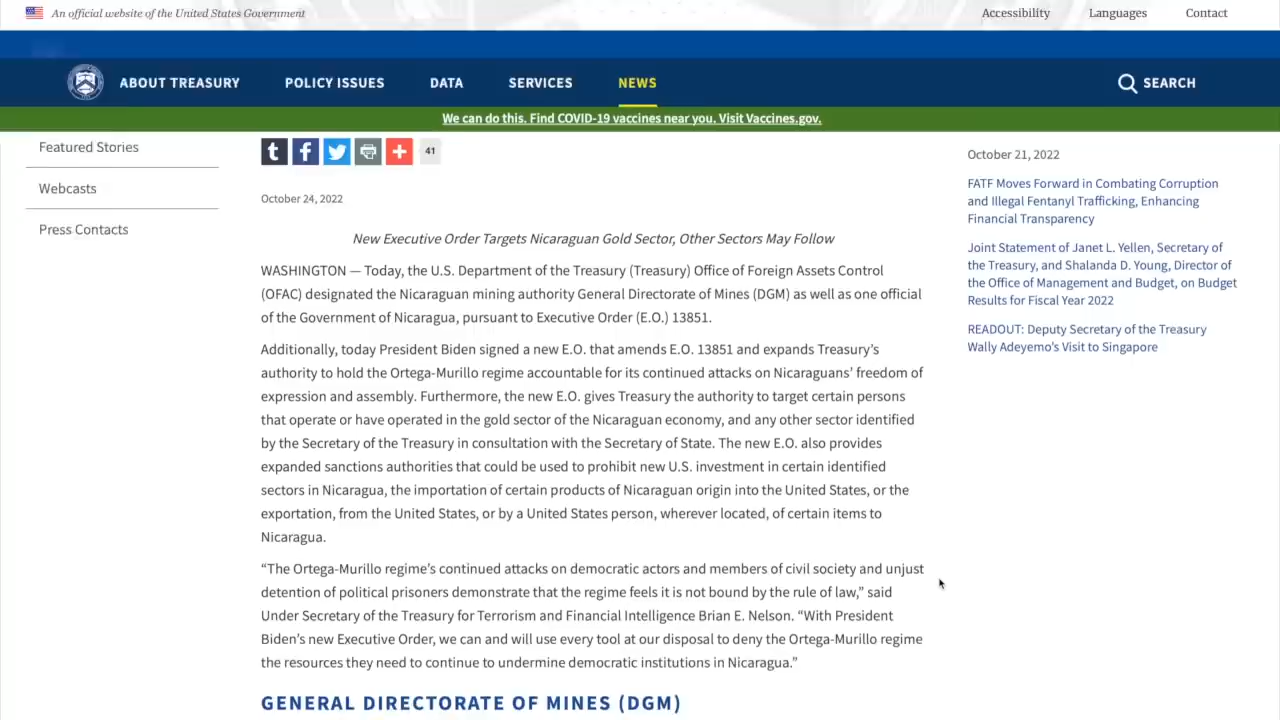 An official website of the United States Government
Accessibility
Languages
Contact
ABOUT TREASURY
POLICY ISSUES
DATA
SERVICES
NEWS
SEARCH
We can do this. Find COVID-19 vaccines near you. Visit Vaccines.gov.
Featured Stories
Webcasts
Press Contacts
41
October 24, 2022
New Executive Order Targets Nicaraguan Gold Sector, Other Sectors May Follow
WASHINGTON — Today, the U.S. Department of the Treasury (Treasury) Office of Foreign Assets Control
(OFAC) designated the Nicaraguan mining authority General Directorate of Mines (DGM) as well as one official
of the Government of Nicaragua, pursuant to Executive Order (E.O.) 13851.
Additionally, today President Biden signed a new E.O. that amends E.O. 13851 and expands Treasury’s
authority to hold the Ortega-Murillo regime accountable for its continued attacks on Nicaraguans’ freedom of
expression and assembly. Furthermore, the new E.O. gives Treasury the authority to target certain persons
that operate or have operated in the gold sector of the Nicaraguan economy, and any other sector identified
by the Secretary of the Treasury in consultation with the Secretary of State. The new E.O. also provides
expanded sanctions authorities that could be used to prohibit new U.S. investment in certain identified
sectors in Nicaragua, the importation of certain products of Nicaraguan origin into the United States, or the
exportation, from the United States, or by a United States person, wherever located, of certain items to
Nicaragua.
“The Ortega-Murillo regime’s continued attacks on democratic actors and members of civil society and unjust
detention of political prisoners demonstrate that the regime feels it is not bound by the rule of law,” said
Under Secretary of the Treasury for Terrorism and Financial Intelligence Brian E. Nelson. “With President
Biden’s new Executive Order, we can and will use every tool at our disposal to deny the Ortega-Murillo regime
the resources they need to continue to undermine democratic institutions in Nicaragua.”
GENERAL DIRECTORATE OF MINES (DGM)
October 21, 2022
FATF Moves Forward in Combating Corruption
and Illegal Fentanyl Trafficking, Enhancing
Financial Transparency
Joint Statement of Janet L. Yellen, Secretary of
the Treasury, and Shalanda D. Young, Director of
the Office of Management and Budget, on Budget
Results for Fiscal Year 2022
READOUT: Deputy Secretary of the Treasury
Wally Adeyemo’s Visit to Singapore